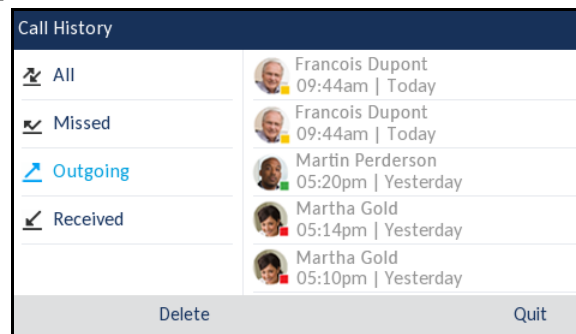 Call History
All
Missed
Outgoing
Received
Francois Dupont
09:44am | Today
Francois Dupont
09:44am | Today
Martin Perderson
05:20pm | Yesterday
Martha Gold
05:14pm | Yesterday
Martha Gold
05:10pm | Yesterday
Delete
Quit